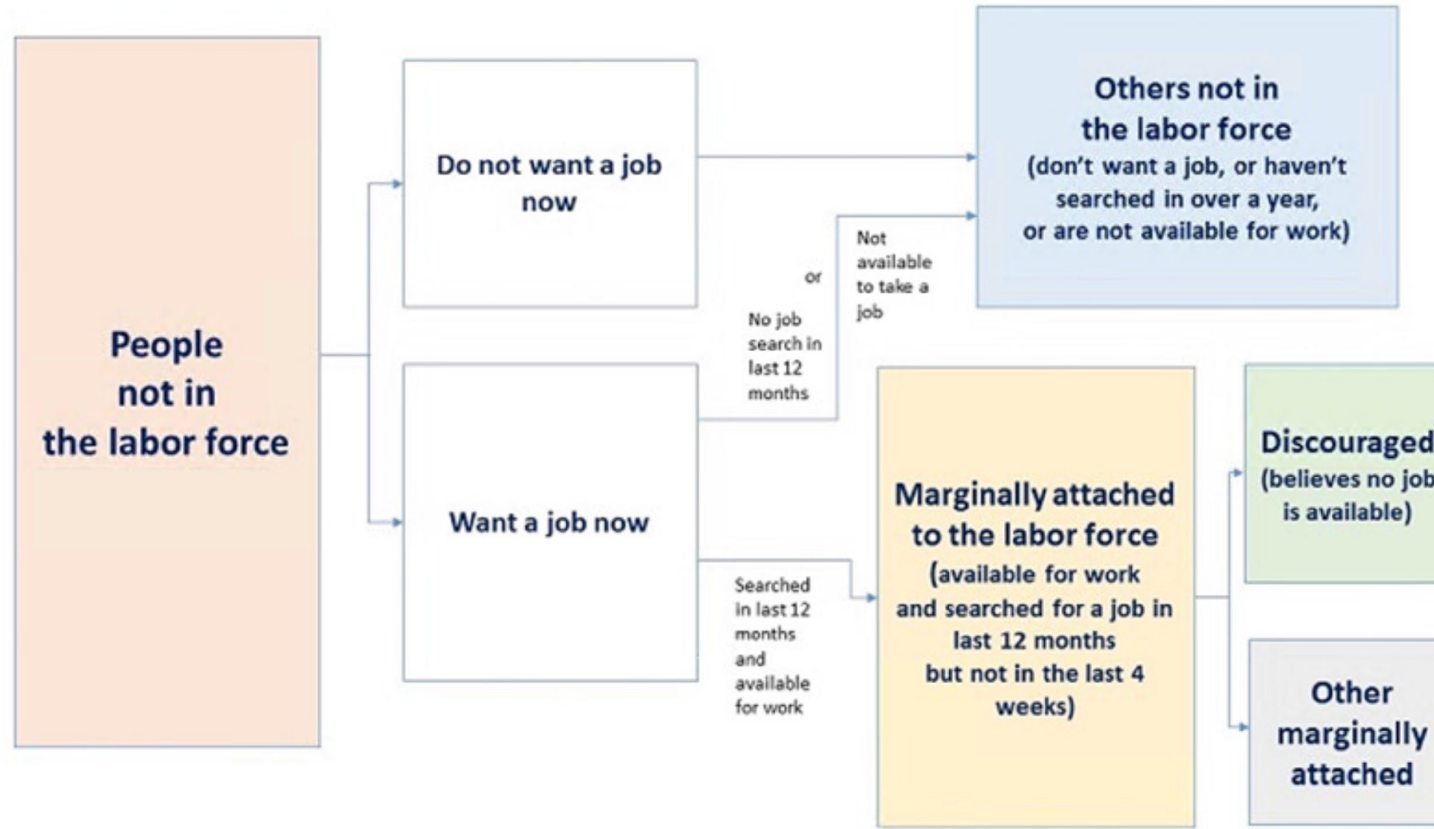 People
not in
the labor force
Do not want a job
now
Want a job now
or
No job
search in
last 12
months
Not
available
to take a
job
Searched
in last 12
months
and
available
for work
Others not in
the labor force
(don't want a job, or haven't
searched in over a year,
or are not available for work)
Marginally attached
to the labor force
(available for work
and searched for a job in
last 12 months
but not in the last 4
weeks)
Discouraged
(believes no job
is available)
Other
marginally
attached